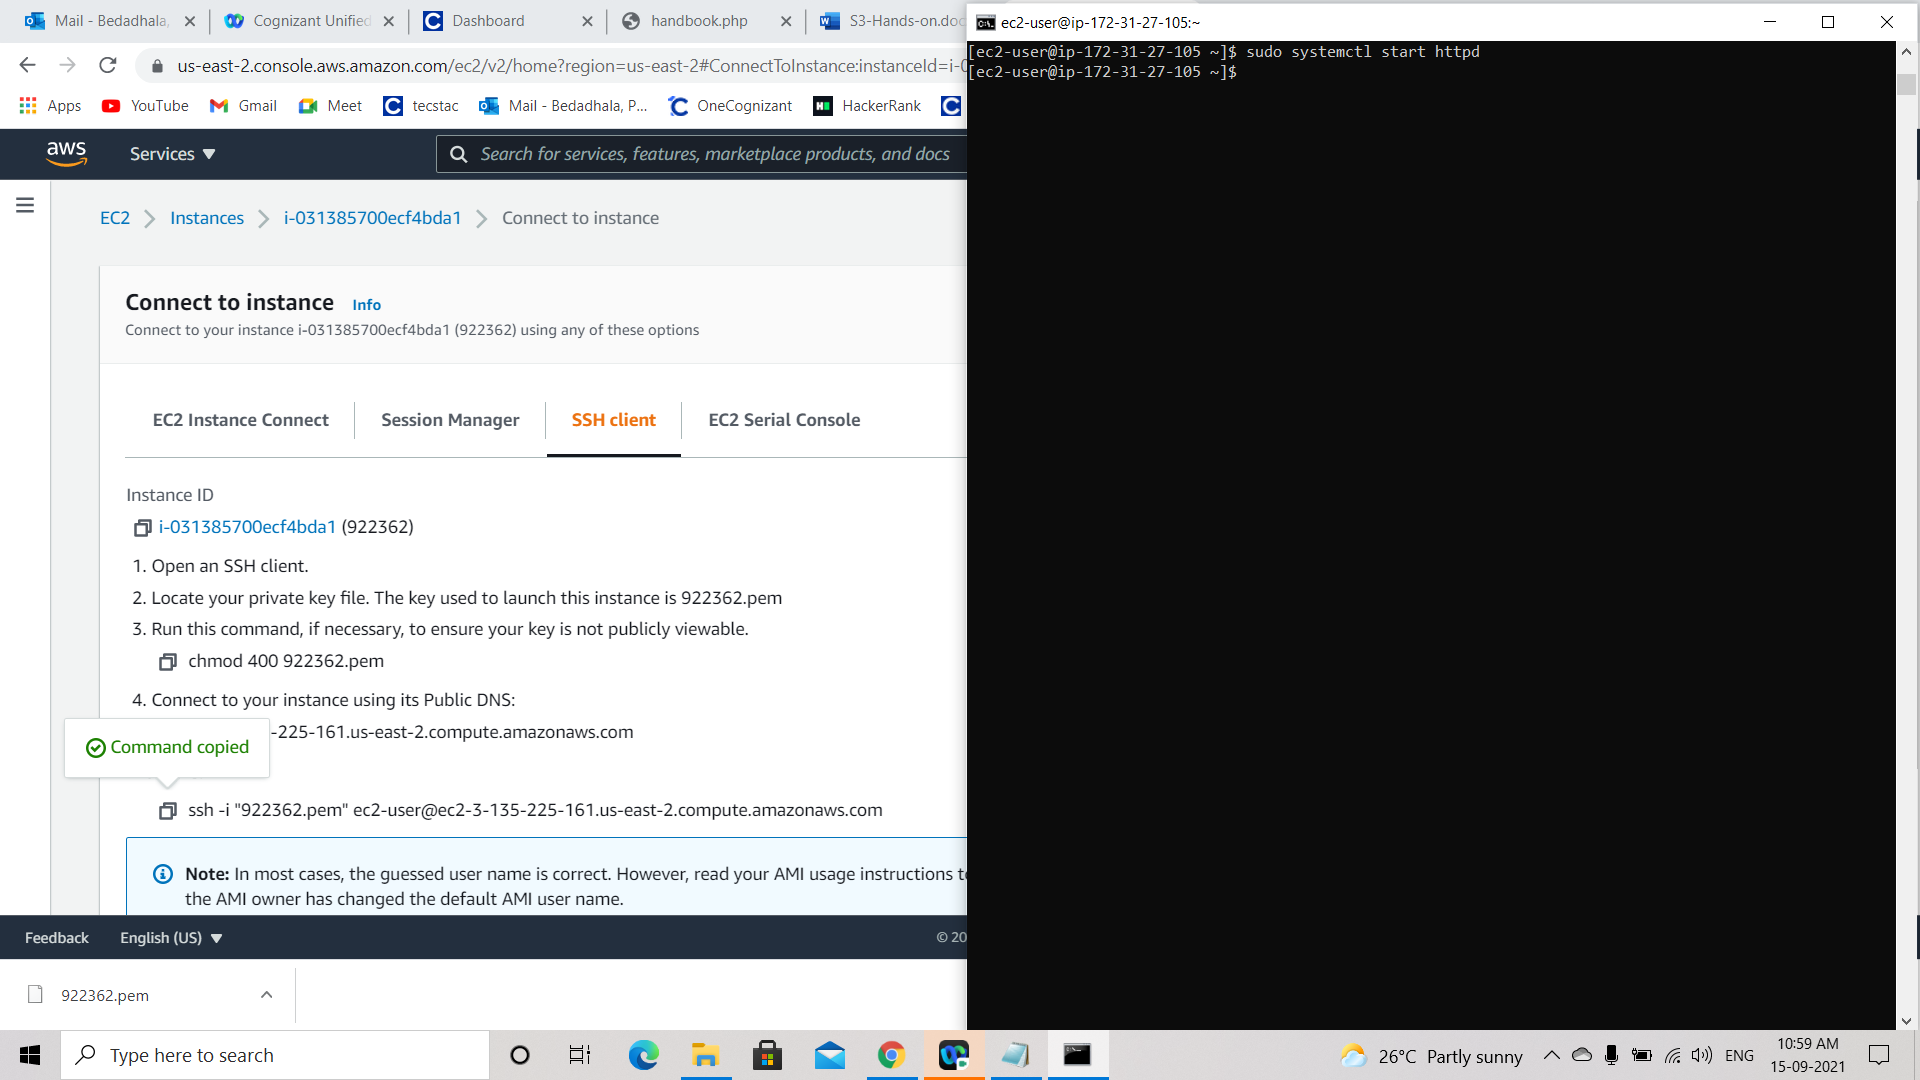 Mail - Bedadhala,
Cognizant Unified
Dashboard
handbook.php
S3-Hands-on.doc
us-east-2.console.aws.amazon.com/ec2/v2/home?region=us-east-2#ConnectToInstance:instanceId=i-0
Apps
YouTube
Gmail
Meet
tecstac
Mail - Bedadhala, P...
OneCognizant
HackerRank
aws
Services
Search for services, features, marketplace products, and docs
EC2
Instances
i-031385700ecf4bda1
Connect to instance
Connect to instance Info
Connect to your instance i-031385700ecf4bda1 (922362) using any of these options
EC2 Instance Connect
Session Manager
SSH client
EC2 Serial Console
Instance ID
i-031385700ecf4bda1 (922362)
1. Open an SSH client.
2. Locate your private key file. The key used to launch this instance is 922362.pem
3. Run this command, if necessary, to ensure your key is not publicly viewable.
chmod 400 922362.pem
4. Connect to your instance using its Public DNS:
-225-161.us-east-2.compute.amazonaws.com
Command copied
ssh -i "922362.pem" ec2-user@ec2-3-135-225-161.us-east-2.compute.amazonaws.com
Note: In most cases, the guessed user name is correct. However, read your AMI usage instructions t
the AMI owner has changed the default AMI user name.
Feedback
English (US)
© 20
922362.pem
ec2-user@ip-172-31-27-105:~
[ec2-user@ip-172-31-27-105 ~]$ sudo systemctl start httpd
[ec2-user@ip-172-31-27-105 ~]$
Type here to search
26°C Partly sunny
ENG
10:59 AM
15-09-2021